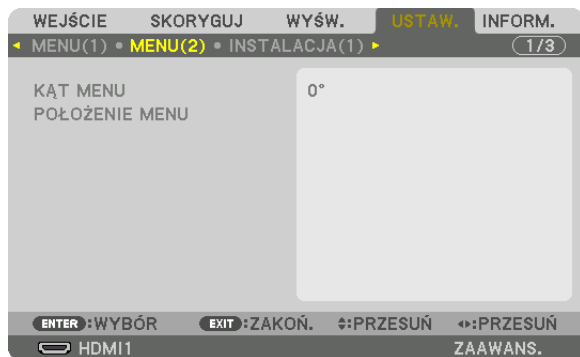 WEJŚCIE SKORYGUJ WYŚW. USTAW. INFORM.
MENU(1) • MENU(2) • INSTALACJA(1) 1/3
KĄT MENU 0°
POŁOŻENIE MENU
ENTER :WYBÓR EXIT :ZAKOŃ. :PRZESUŃ :PRZESUŃ
HDMI1 ZAAWANS.